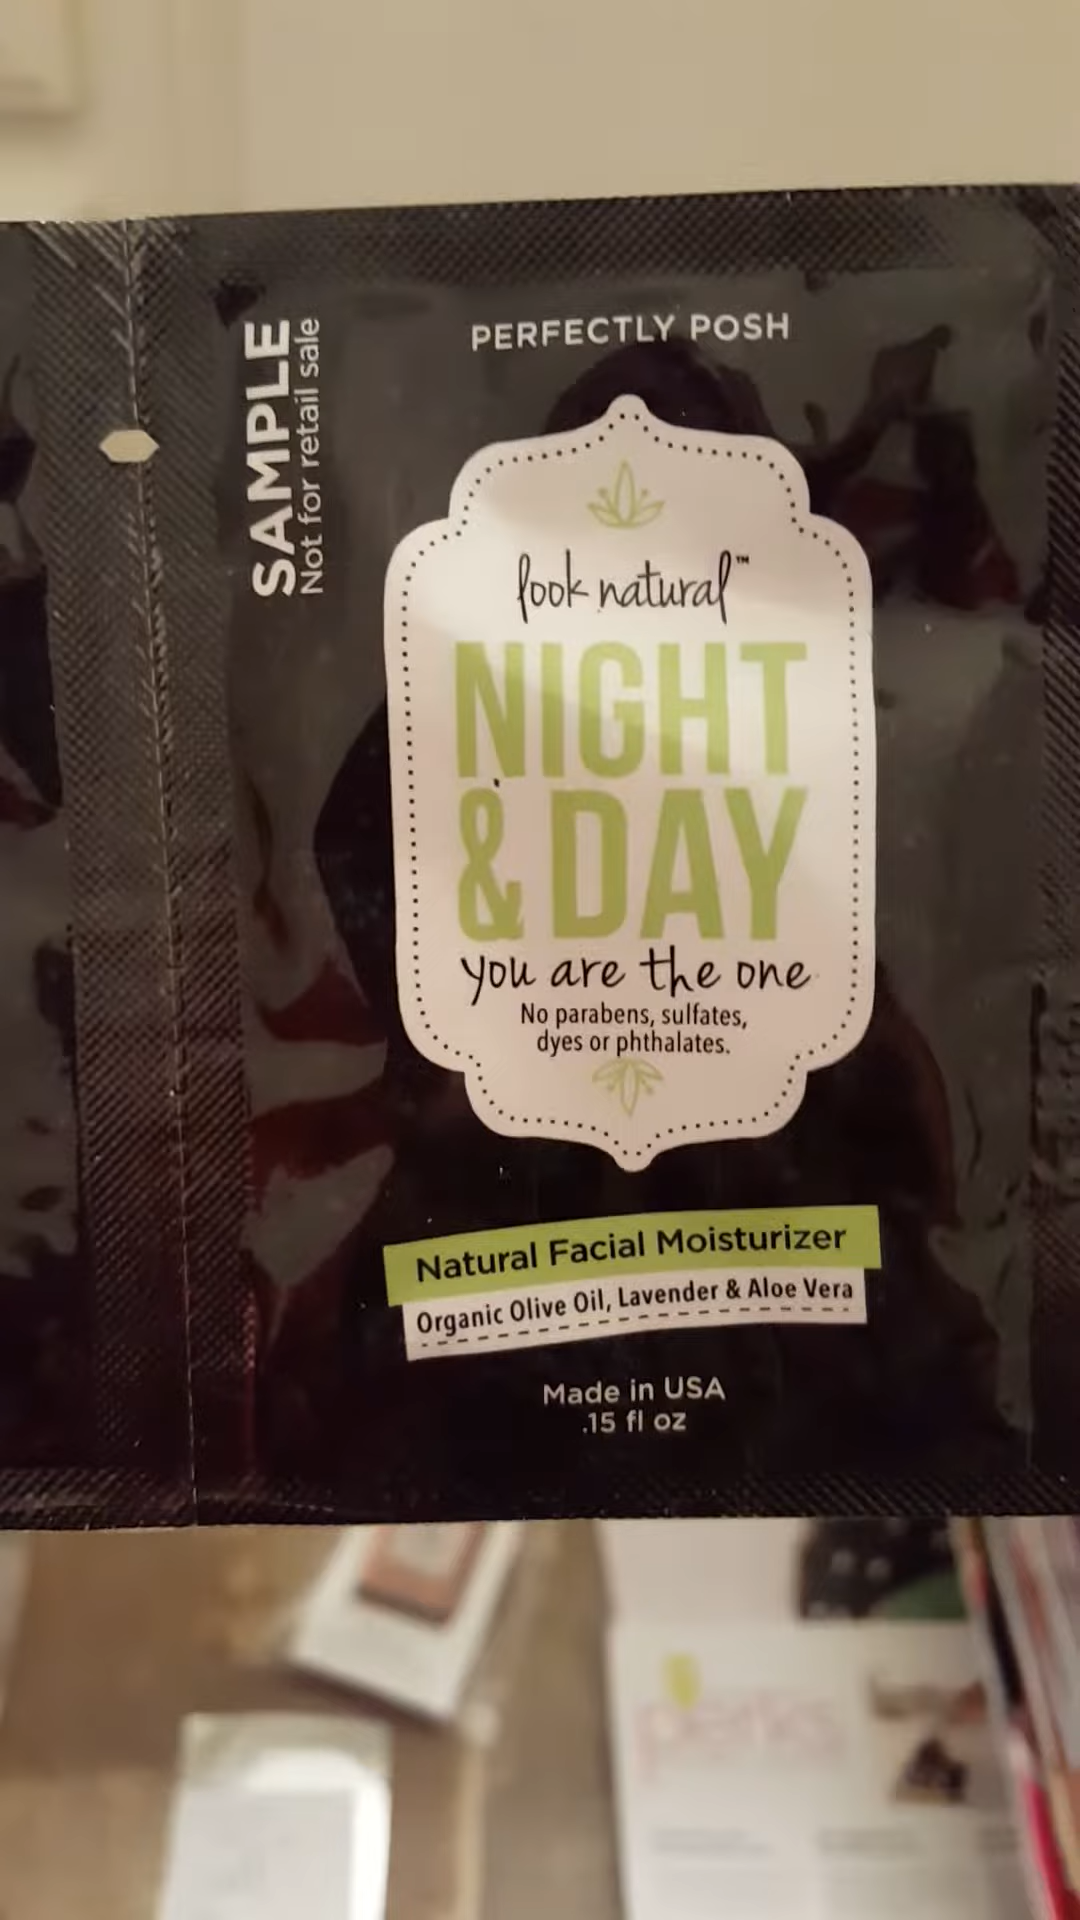 SAMPLE
Not for retail sale
PERFECTLY POSH
look natural™
NIGHT
& DAY
you are the one
No parabens, sulfates,
dyes or phthalates.
Natural Facial Moisturizer
Organic Olive Oil, Lavender & Aloe Vera
Made in USA
.15 fl oz
perks